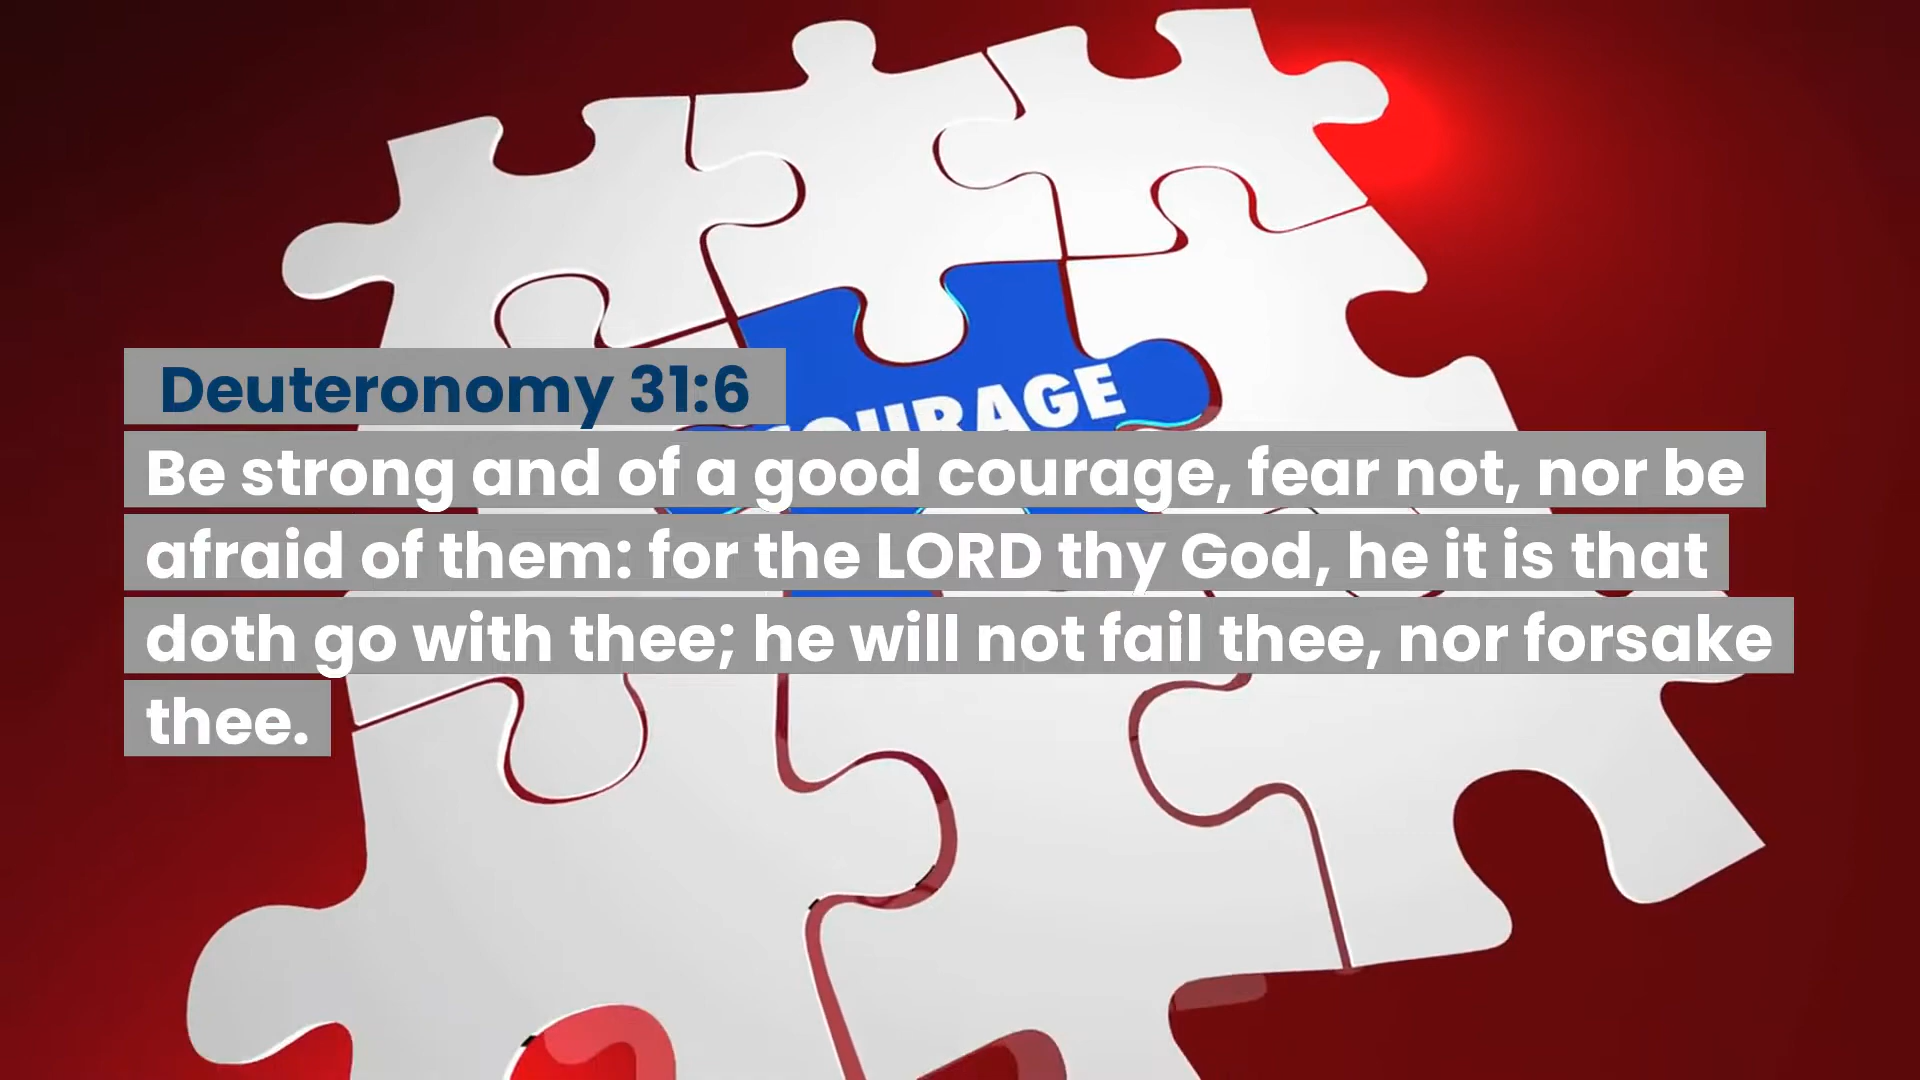 OURAGE
Deuteronomy 31:6
Be strong and of a good courage, fear not, nor be
afraid of them: for the LORD thy God, he it is that
doth go with thee; he will not fail thee, nor forsake
thee.